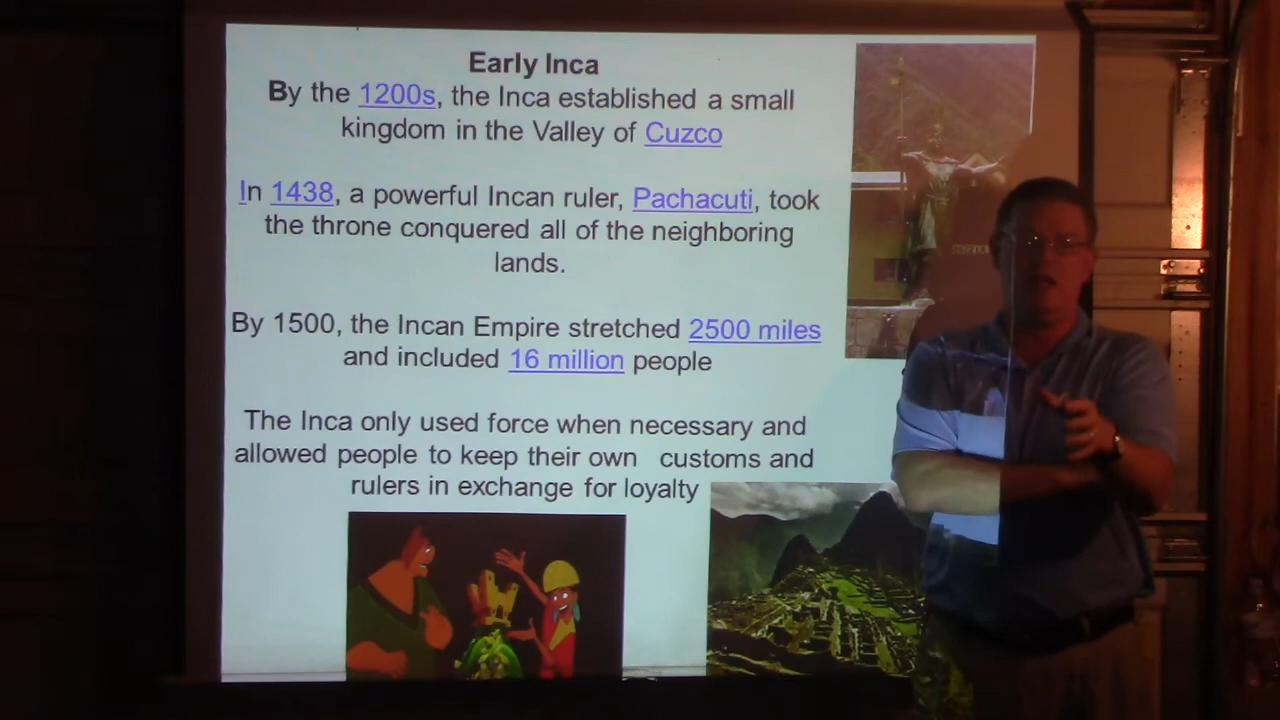 Early Inca
By the 1200s, the Inca established a small
kingdom in the Valley of Cuzco
In 1438, a powerful Incan ruler, Pachacuti, took
the throne conquered all of the neighboring
lands.
By 1500, the Incan Empire stretched 2500 miles
and included 16 million people
The Inca only used force when necessary and
allowed people to keep their own customs and
rulers in exchange for loyalty